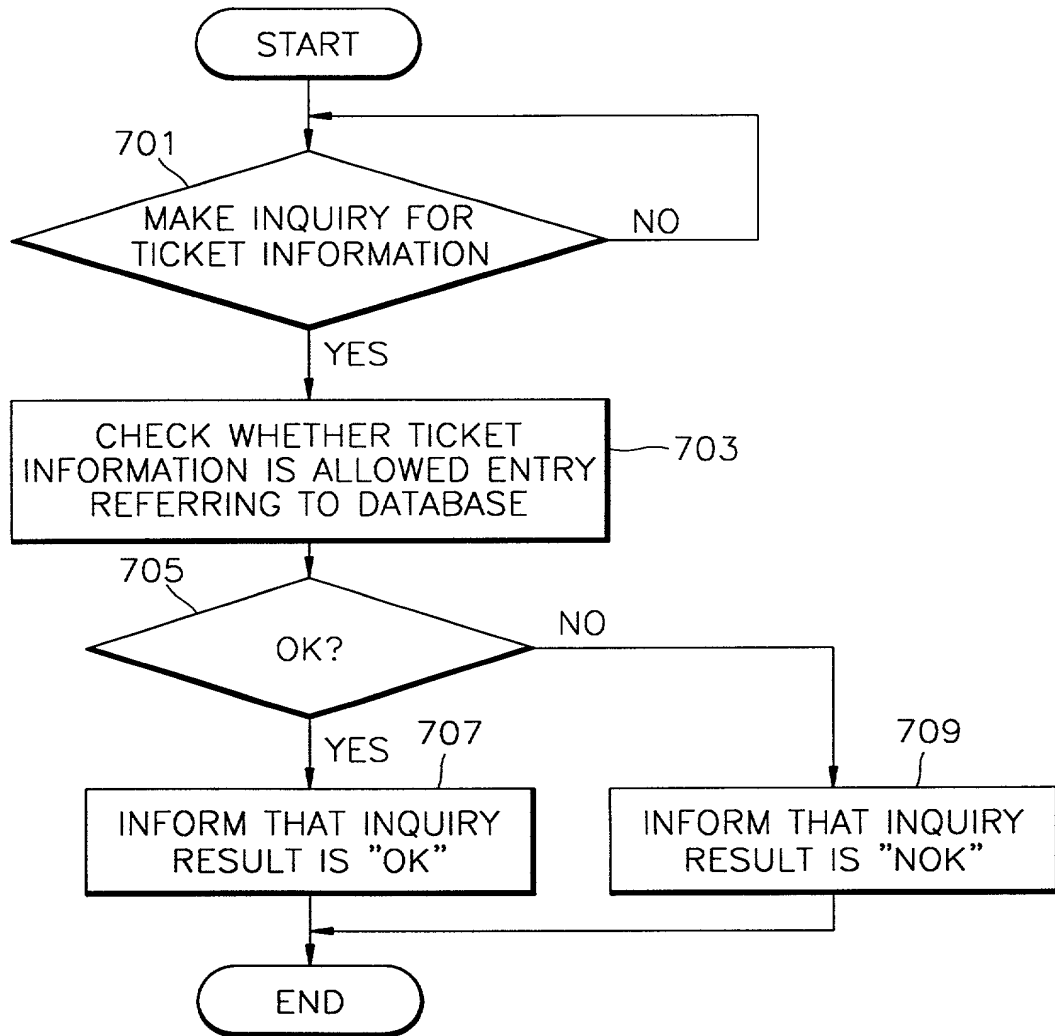 START
701
MAKE INQUIRY FOR
TICKET INFORMATION
NO
YES
CHECK WHETHER TICKET
INFORMATION IS ALLOWED ENTRY
REFERRING TO DATABASE
703
705
OK?
NO
YES
707
INFORM THAT INQUIRY
RESULT IS "OK"
709
INFORM THAT INQUIRY
RESULT IS "NOK"
END